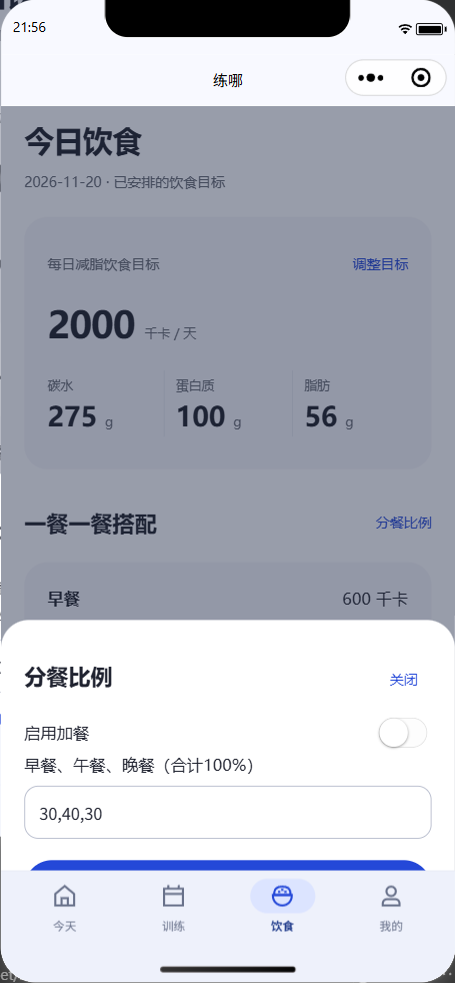 21:56
练哪
今日饮食
2026-11-20 · 已安排的饮食目标
每日减脂饮食目标 调整目标
2000 千卡 / 天
碳水 蛋白质 脂肪
275 g 100 g 56 g
一餐一餐搭配 分餐比例
早餐 600 千卡
分餐比例 关闭
启用加餐
早餐、午餐、晚餐（合计100%）
30,40,30
今天 训练 饮食 我的